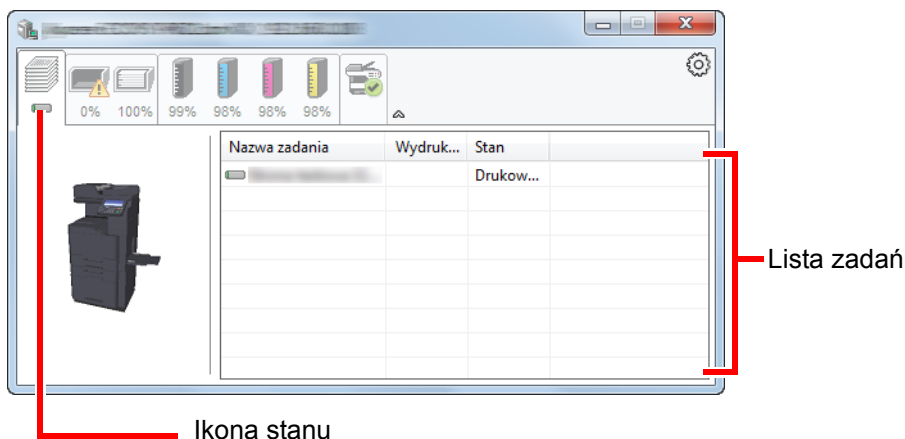 0% 100% 99% 98% 98% 98%
Nazwa zadania Wydruk... Stan
Drukow...
Lista zadań
Ikona stanu